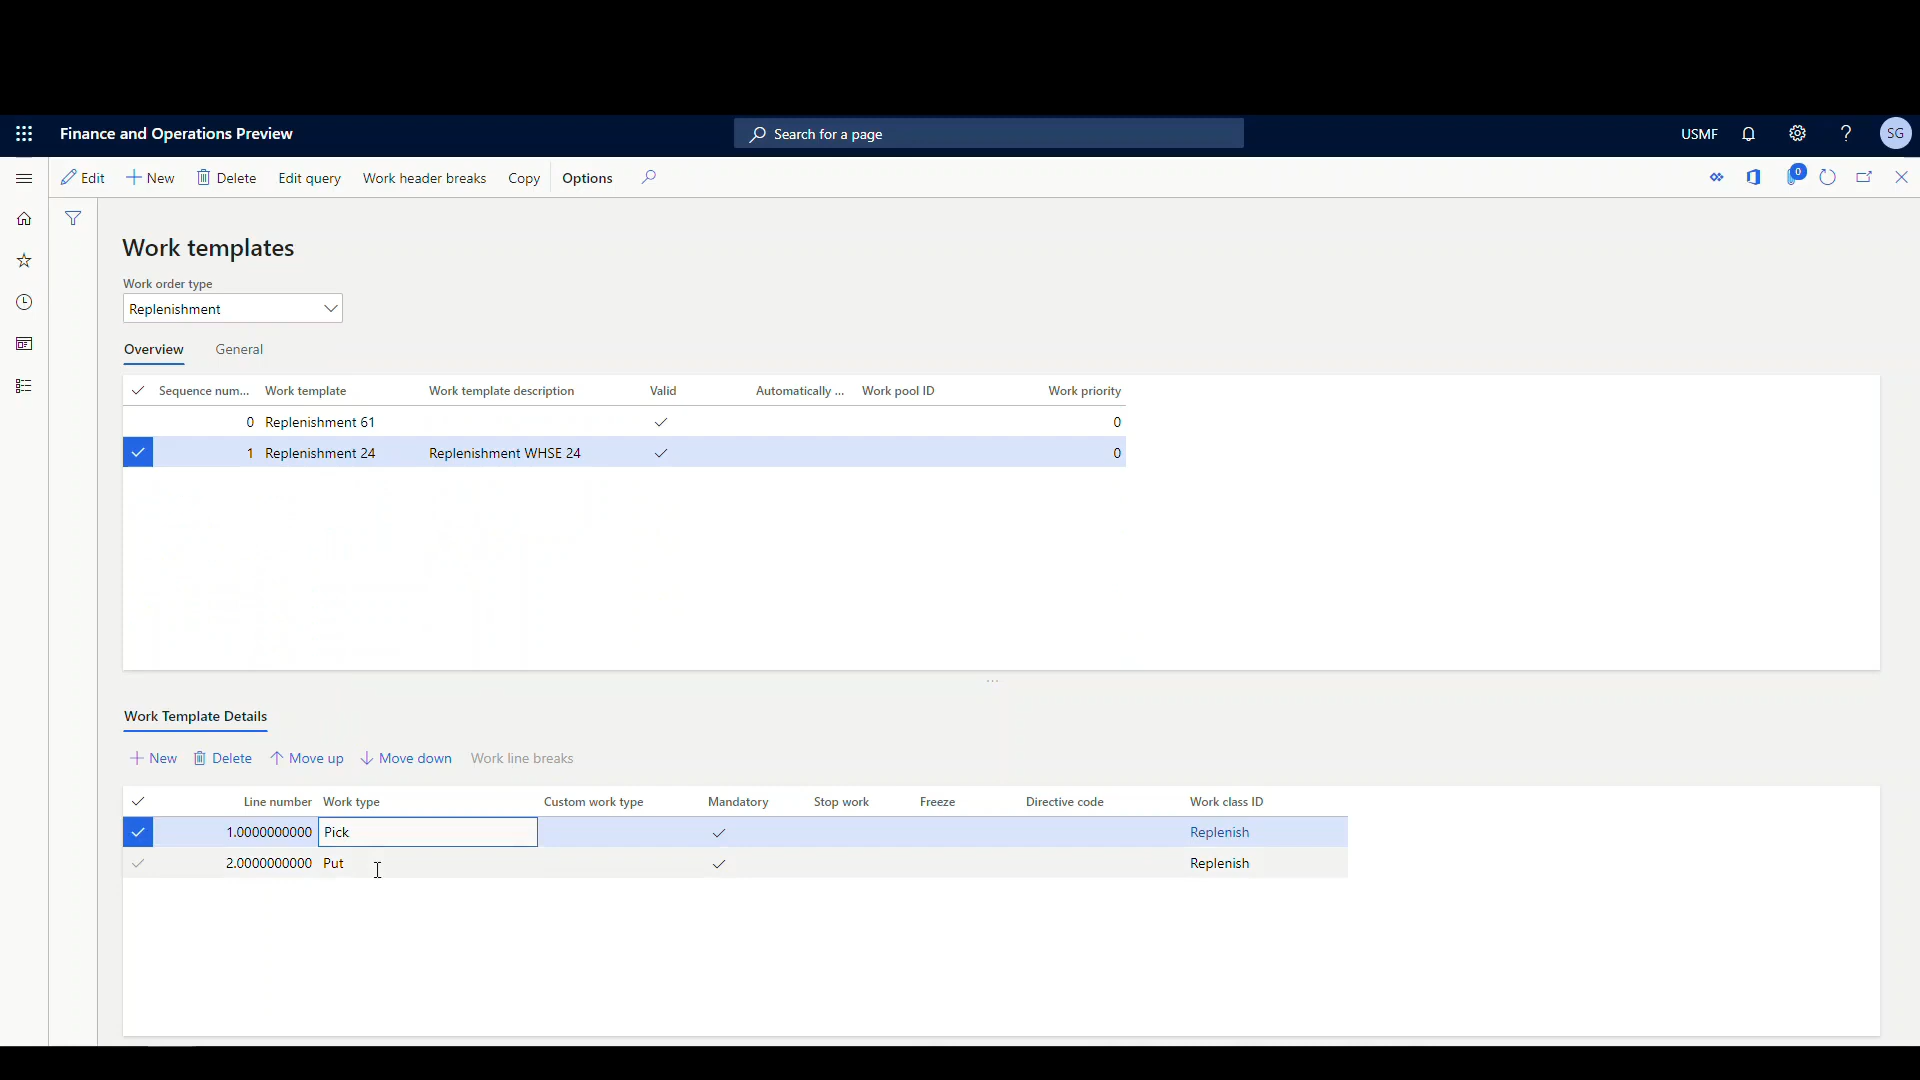 Finance and Operations Preview Search for a page USMF ? SG
Edit New Delete Edit query Work header breaks Copy Options 0
Work templates
Work order type
Replenishment
Overview General
Sequence num... Work template Work template description Valid Automatically ... Work pool ID Work priority
0 Replenishment 61 0
1 Replenishment 24 Replenishment WHSE 24 0
...
Work Template Details
New Delete Move up Move down Work line breaks
Line number Work type Custom work type Mandatory Stop work Freeze Directive code Work class ID
1.0000000000 Pick Replenish
2.0000000000 Put Replenish